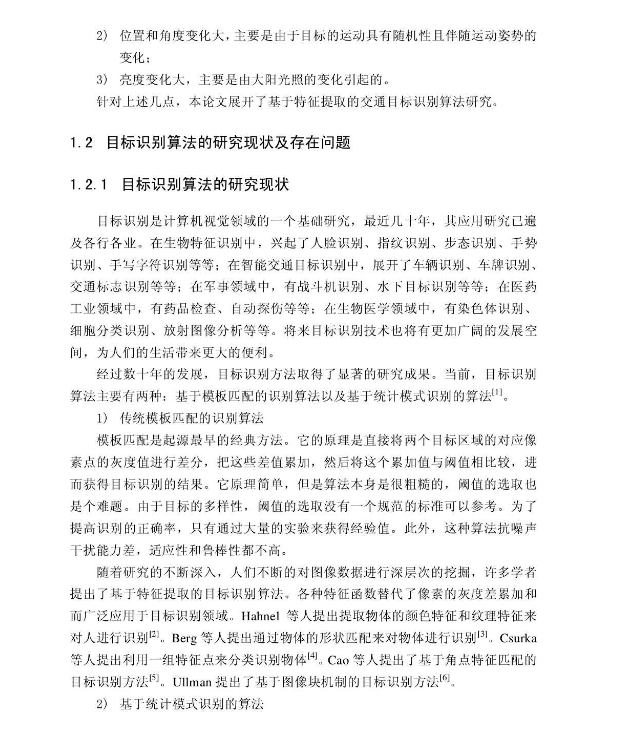 2） 位置和角度变化大，主要是由于目标的运动具有随机性且伴随运动姿势的
变化；
3） 亮度变化大，主要是由太阳光照的变化引起的。
针对上述几点，本论文展开了基于特征提取的交通目标识别算法研究。
1.2 目标识别算法的研究现状及存在问题
1.2.1 目标识别算法的研究现状
目标识别是计算机视觉领域的一个基础研究，最近几十年，其应用研究已遍
及各行各业。在生物特征识别中，兴起了人脸识别、指纹识别、步态识别、手势
识别、手写字符识别等等；在智能交通目标识别中，展开了车辆识别、车牌识别、
交通标志识别等等；在军事领域中，有战斗机识别、水下目标识别等等；在医药
工业领域中，有药品检查、自动探伤等等；在生物医学领域中，有染色体识别、
细胞分类识别、放射图像分析等等。将来目标识别技术也将有更加广阔的发展空
间，为人们的生活带来更大的便利。
经过数十年的发展，目标识别方法取得了显著的研究成果。当前，目标识别
算法主要有两种：基于模板匹配的识别算法以及基于统计模式识别的算法[1]。
1） 传统模板匹配的识别算法
模板匹配是起源最早的经典方法。它的原理是直接将两个目标区域的对应像
素点的灰度值进行差分，把这些差值累加，然后将这个累加值与阈值相比较，进
而获得目标识别的结果。它原理简单，但是算法本身是很粗糙的，阈值的选取也
是个难题。由于目标的多样性，阈值的选取没有一个规范的标准可以参考。为了
提高识别的正确率，只有通过大量的实验来获得经验值。此外，这种算法抗噪声
干扰能力差，适应性和鲁棒性都不高。
随着研究的不断深入，人们不断的对图像数据进行深层次的挖掘，许多学者
提出了基于特征提取的目标识别算法。各种特征函数替代了像素的灰度差累加和
而广泛应用于目标识别领域。Hahnel 等人提出提取物体的颜色特征和纹理特征来
对人进行识别[2]。Berg 等人提出通过物体的形状匹配来对物体进行识别[3]。Csurka
等人提出利用一组特征点来分类识别物体[4]。Cao 等人提出了基于角点特征匹配的
目标识别方法[5]。Ullman 提出了基于图像块机制的目标识别方法[6]。
2） 基于统计模式识别的算法